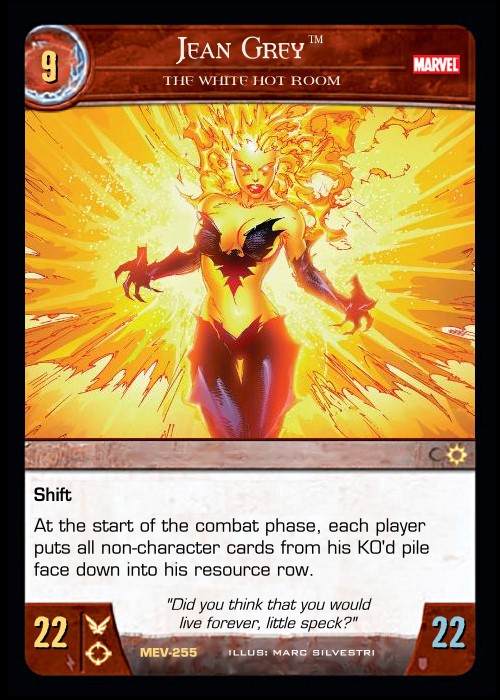 9
JEAN GREY™
MARVEL
THE WHITE HOT ROOM
Shift
At the start of the combat phase, each player
puts all non-character cards from his KO'd pile
face down into his resource row.
"Did you think that you would
live forever, little speck?"
22
22
MEV-255 ILLUS: MARC SILVESTRI